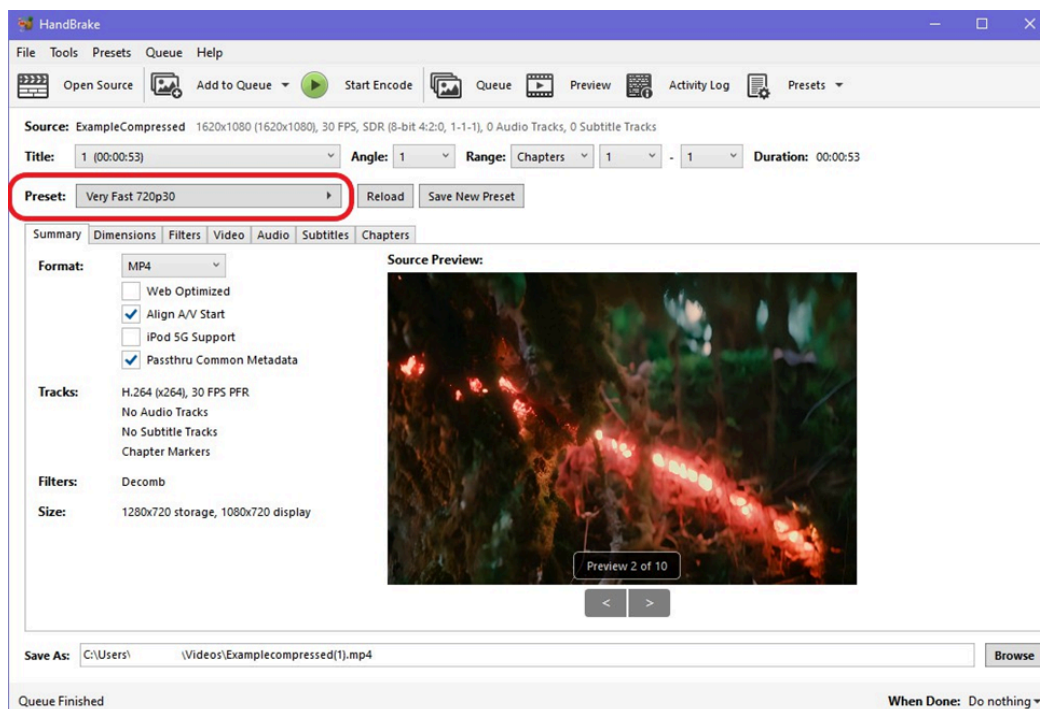 HandBrake
File Tools Presets Queue Help
Open Source Add to Queue Start Encode Queue Preview Activity Log Presets
Source: ExampleCompressed 1620x1080 (1620x1080), 30 FPS, SDR (8-bit 4:2:0, 1-1-1), 0 Audio Tracks, 0 Subtitle Tracks
Title: 1 (00:00:53) Angle: 1 Range: Chapters 1 - 1 Duration: 00:00:53
Preset: Very Fast 720p30 Reload Save New Preset
Summary Dimensions Filters Video Audio Subtitles Chapters
Format: MP4 Source Preview:
Web Optimized
Align A/V Start
iPod 5G Support
Passthru Common Metadata
Tracks: H.264 (x264), 30 FPS PFR
No Audio Tracks
No Subtitle Tracks
Chapter Markers
Filters: Decomb
Size: 1280x720 storage, 1080x720 display
Preview 2 of 10
< >
Save As: C:\Users\ \Videos\Examplecompressed(1).mp4 Browse
Queue Finished When Done: Do nothing